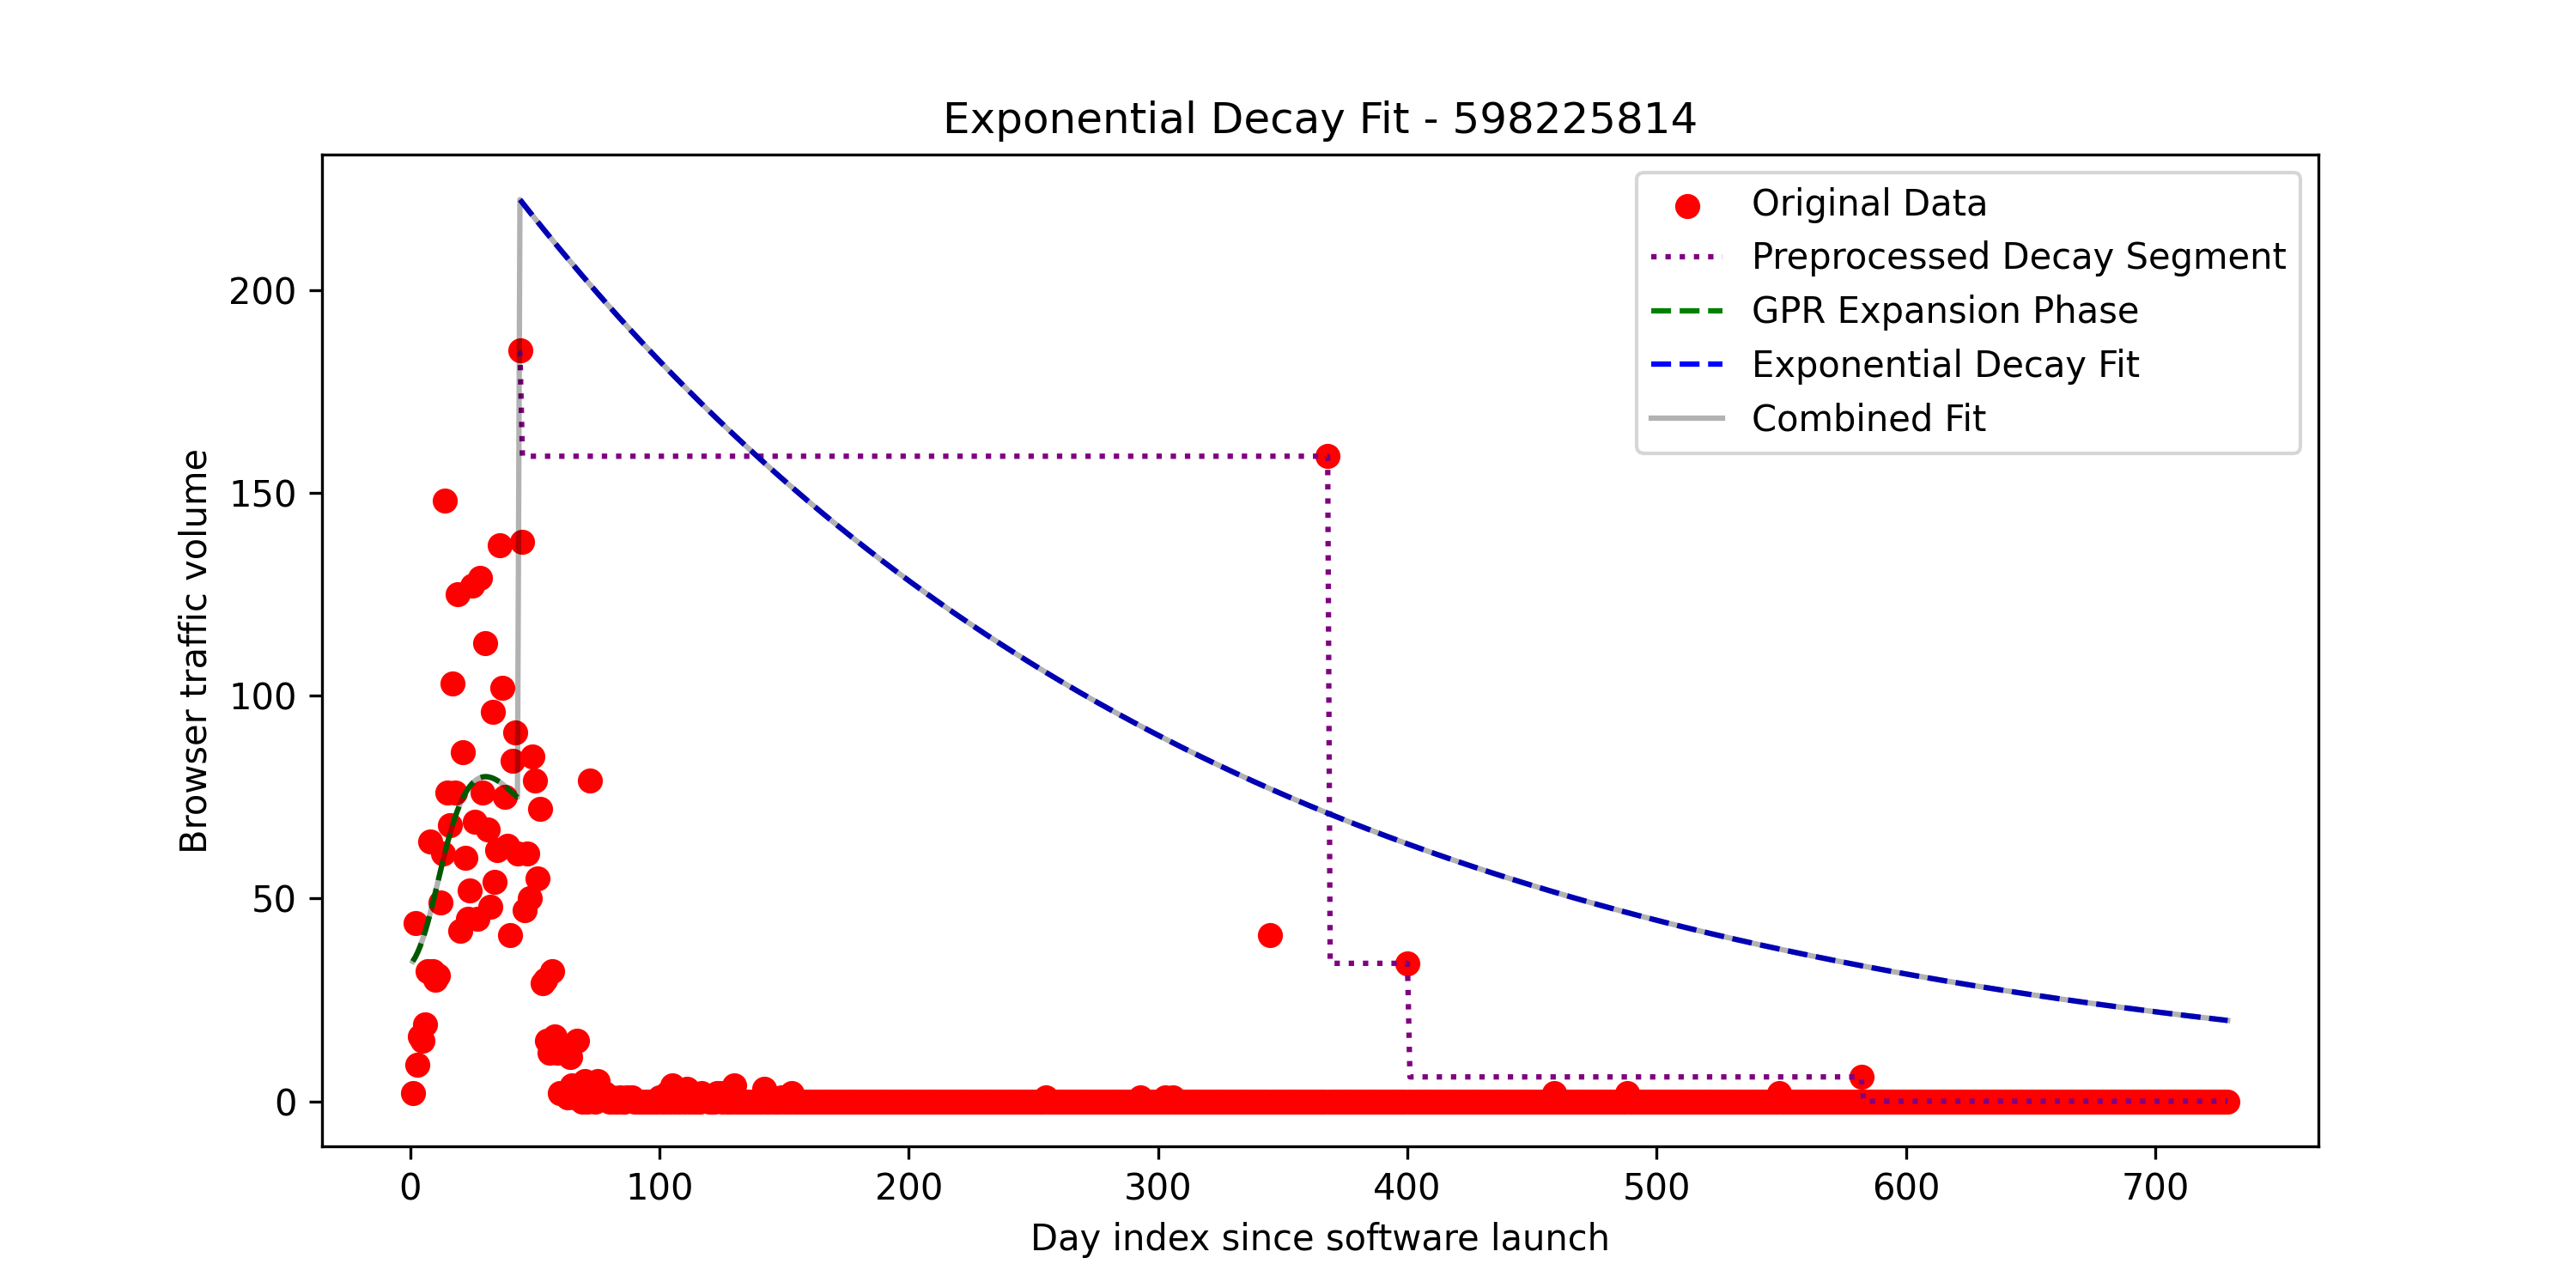 Exponential Decay Fit - 598225814
Original Data
Preprocessed Decay Segment
GPR Expansion Phase
Exponential Decay Fit
Combined Fit
Browser traffic volume
200
150
100
50
0
0 100 200 300 400 500 600 700
Day index since software launch